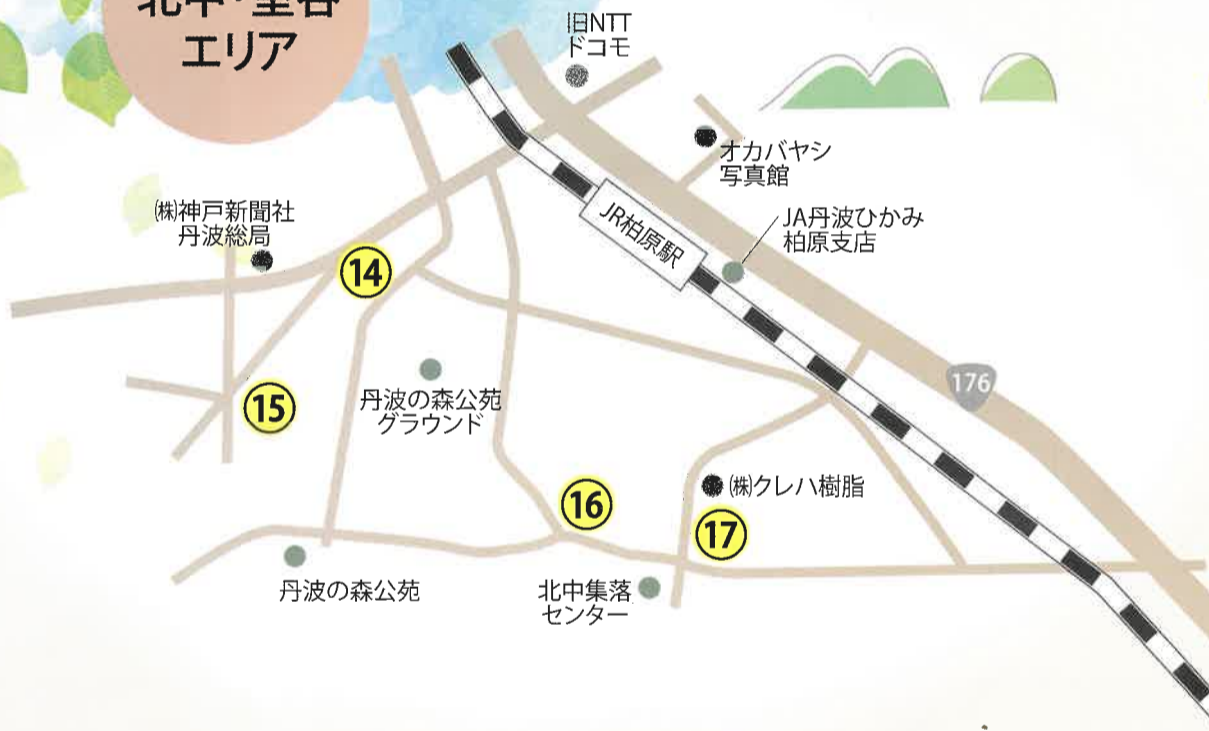 エリア
旧NTT
ドコモ
オカバヤシ
写真館
㈱神戸新聞社
丹波総局
JR柏原駅
JA丹波ひかみ
柏原支店
14
176
15
丹波の森公苑
グラウンド
16
㈱クレハ樹脂
17
丹波の森公苑
北中集落
センター